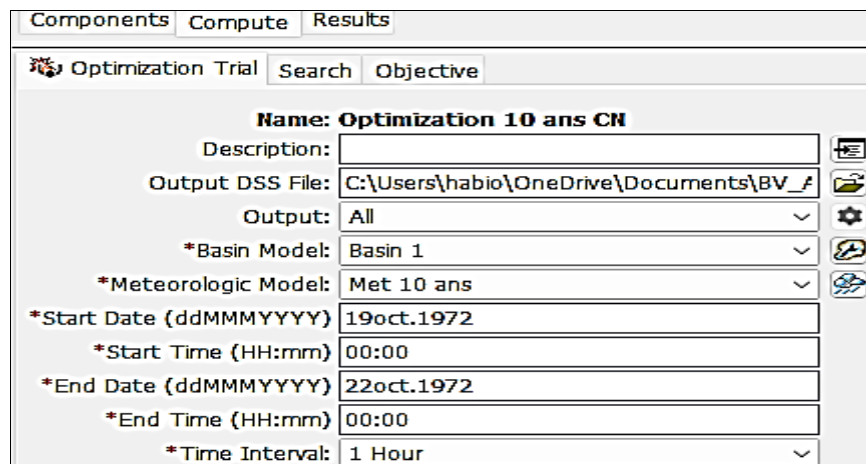 Components Compute Results
Optimization Trial Search Objective
Name: Optimization 10 ans CN
Description:
Output DSS File: C:\Users\habio\OneDrive\Documents\BV_A
Output: All
*Basin Model: Basin 1
*Meteorologic Model: Met 10 ans
*Start Date (ddMMMYYYY) 19oct.1972
*Start Time (HH:mm) 00:00
*End Date (ddMMMYYYY) 22oct.1972
*End Time (HH:mm) 00:00
*Time Interval: 1 Hour